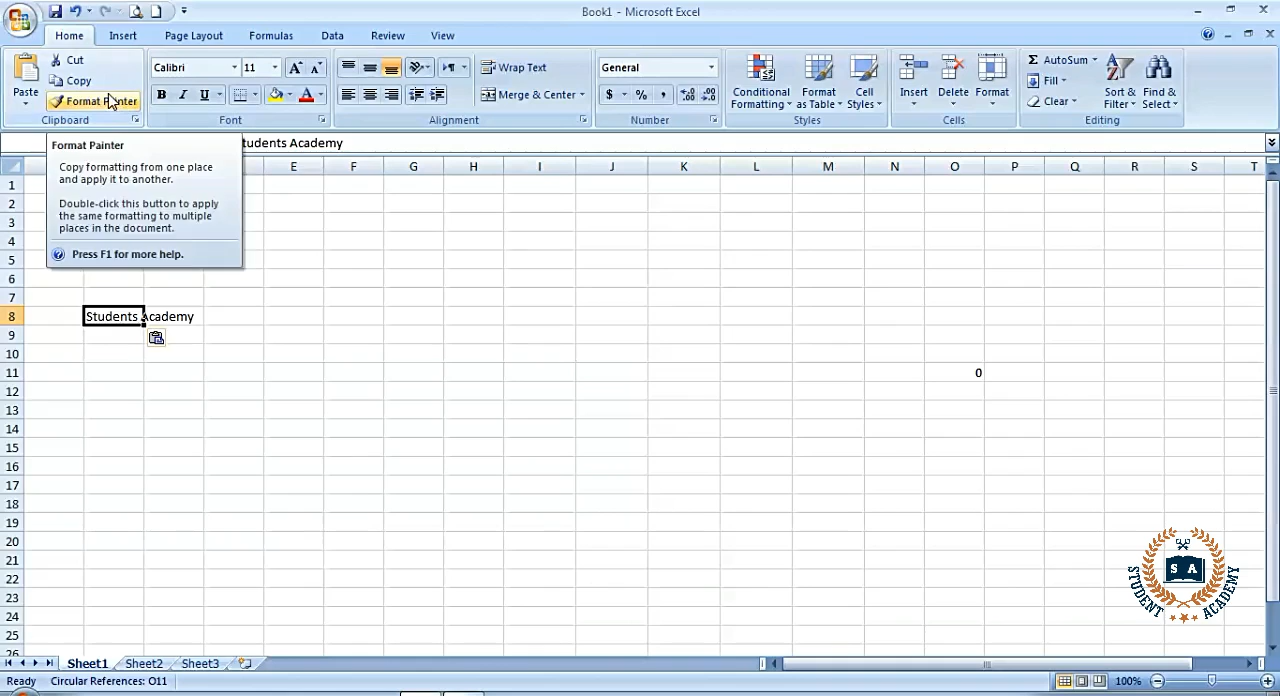 Book1 - Microsoft Excel
Home Insert Page Layout Formulas Data Review View
Paste
Cut
Copy
Format Painter
Clipboard
Calibri 11
B I U A
Font
Wrap Text
Merge & Center
Alignment
General
$ % ,
Number
Conditional Formatting
Format as Table
Cell Styles
Styles
Insert Delete Format
Cells
Σ AutoSum
Fill
Clear
Sort & Filter
Find & Select
Editing
tudents Academy
Format Painter
Copy formatting from one place
and apply it to another.
Double-click this button to apply
the same formatting to multiple
places in the document.
Press F1 for more help.
E F G H I J K L M N O P Q R S T
1
2
3
4
5
6
7
8 Students Academy
9
10
11 0
12
13
14
15
16
17
18
19
20
21
22
23
24
25
26
S A
STUDENT ACADEMY
Sheet1 Sheet2 Sheet3
Ready Circular References: O11 100%